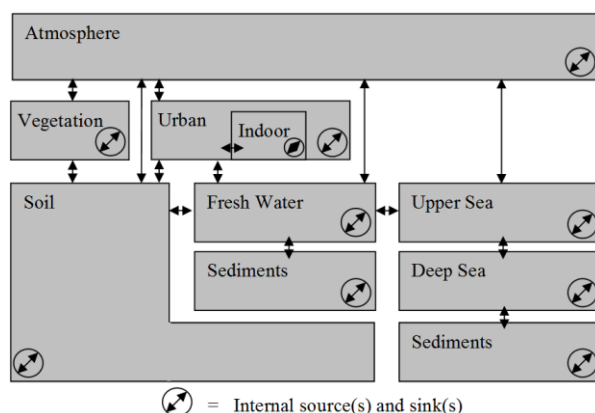 Atmosphere
Vegetation
Urban
Indoor
Soil
Fresh Water
Upper Sea
Sediments
Deep Sea
Sediments
= Internal source(s) and sink(s)